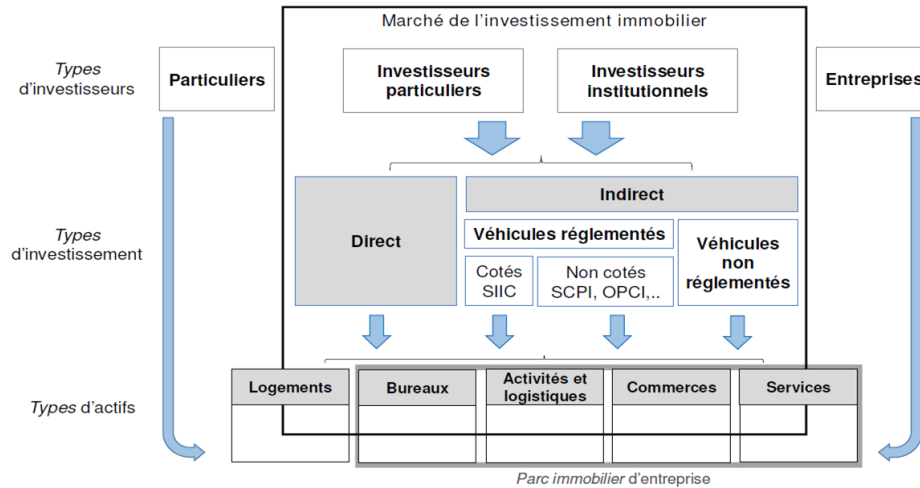 Marché de l’investissement immobilier
Types
d’investisseurs
Particuliers
Investisseurs
particuliers
Investisseurs
institutionnels
Entreprises
Types
d’investissement
Direct
Indirect
Véhicules réglementés
Véhicules
non
réglementés
Cotés
SIIC
Non cotés
SCPI, OPCI,..
Types d’actifs
Logements
Bureaux
Activités et
logistiques
Commerces
Services
Parc immobilier d’entreprise